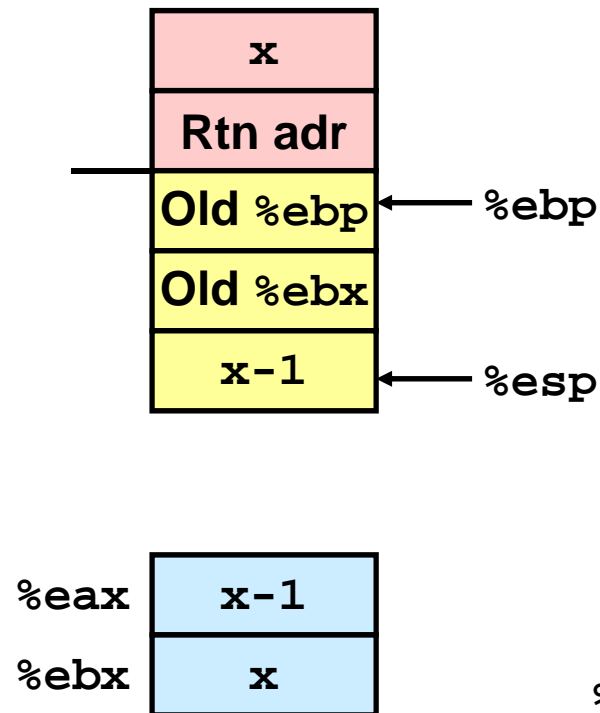 x
Rtn adr
Old %ebp %ebp
Old %ebx
x-1 %esp
%eax x-1
%ebx x
%